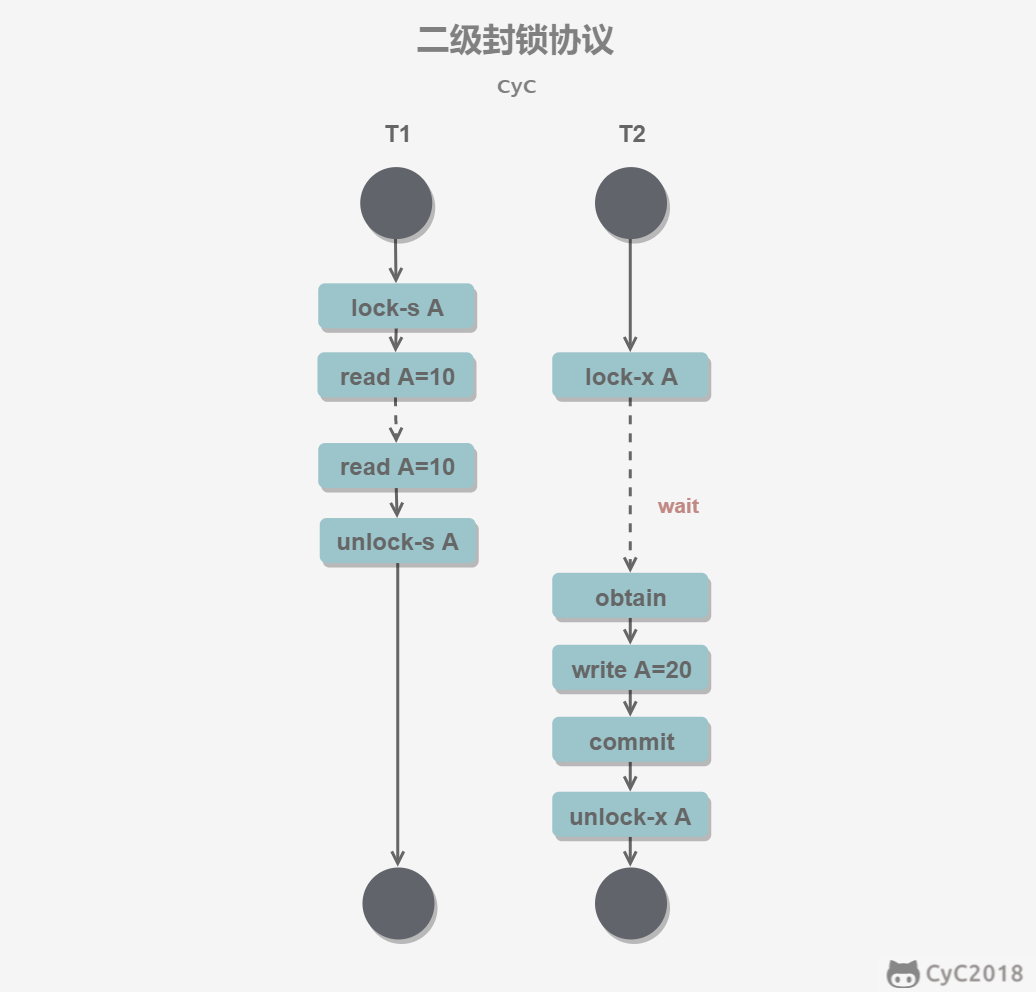 二级封锁协议
CyC
T1
T2
lock-s A
read A=10
lock-x A
read A=10
wait
unlock-s A
obtain
write A=20
commit
unlock-x A
CyC2018